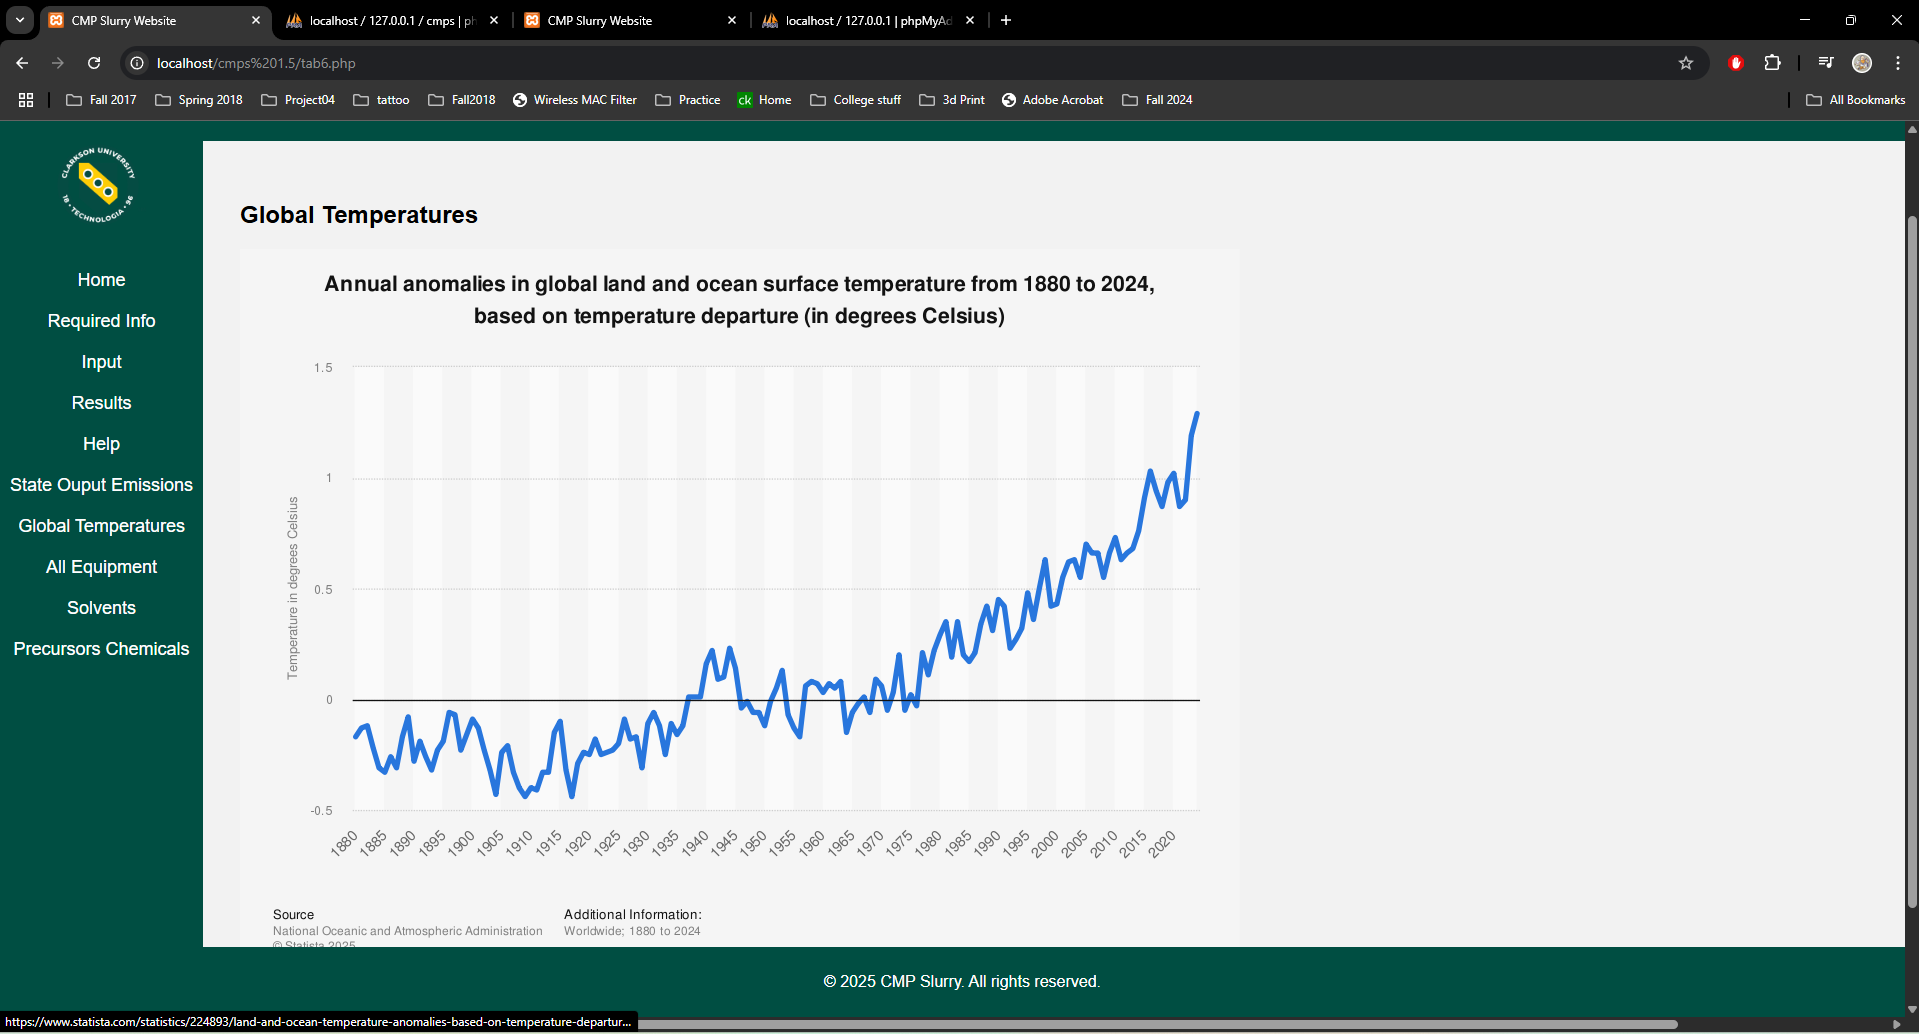 CMP Slurry Website
localhost / 127.0.0.1 / cmps | ph
CMP Slurry Website
localhost / 127.0.0.1 | phpMyAd
localhost/cmps%201.5/tab6.php
Fall 2017
Spring 2018
Project04
tattoo
Fall2018
Wireless MAC Filter
Practice
ck Home
College stuff
3d Print
Adobe Acrobat
Fall 2024
All Bookmarks
CLARKSON UNIVERSITY
18 • TECHNOLOGIA • 96
Home
Required Info
Input
Results
Help
State Ouput Emissions
Global Temperatures
All Equipment
Solvents
Precursors Chemicals
Global Temperatures
Annual anomalies in global land and ocean surface temperature from 1880 to 2024,
based on temperature departure (in degrees Celsius)
Temperature in degrees Celsius
1.5
1
0.5
0
-0.5
1880 1885 1890 1895 1900 1905 1910 1915 1920 1925 1930 1935 1940 1945 1950 1955 1960 1965 1970 1975 1980 1985 1990 1995 2000 2005 2010 2015 2020
Source
National Oceanic and Atmospheric Administration
© Statista 2025
Additional Information:
Worldwide; 1880 to 2024
© 2025 CMP Slurry. All rights reserved.
https://www.statista.com/statistics/224893/land-and-ocean-temperature-anomalies-based-on-temperature-departur...